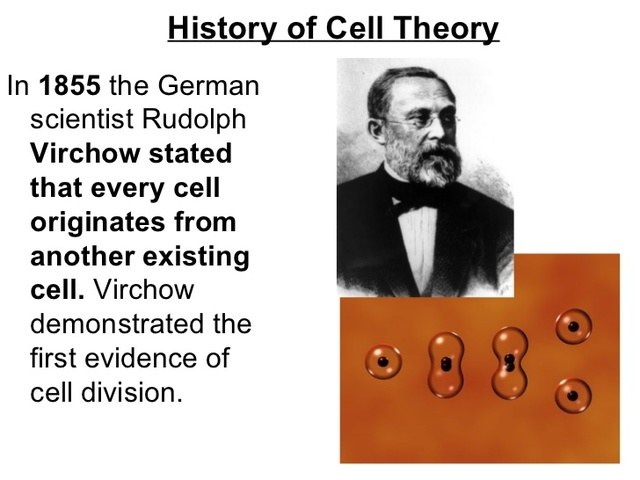 History of Cell Theory
In 1855 the German
scientist Rudolph
Virchow stated
that every cell
originates from
another existing
cell. Virchow
demonstrated the
first evidence of
cell division.